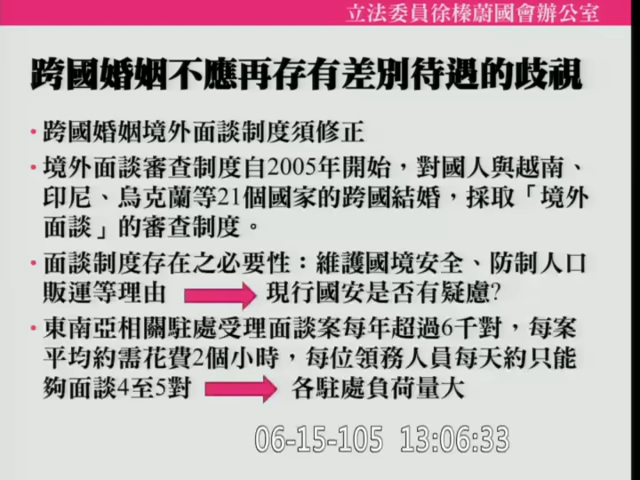 立法委員徐榛蔚國會辦公室
跨國婚姻不應再存有差別待遇的歧視
・跨國婚姻境外面談制度須修正
・境外面談審查制度自2005年開始，對國人與越南、
印尼、烏克蘭等21個國家的跨國結婚，採取「境外
面談」的審查制度。
・面談制度存在之必要性：維護國境安全、防制人口
販運等理由 現行國安是否有疑慮?
・東南亞相關駐處受理面談案每年超過6千對，每案
平均約需花費2個小時，每位領務人員每天約只能
夠面談4至5對 各駐處負荷量大
06-15-105 13:06:33